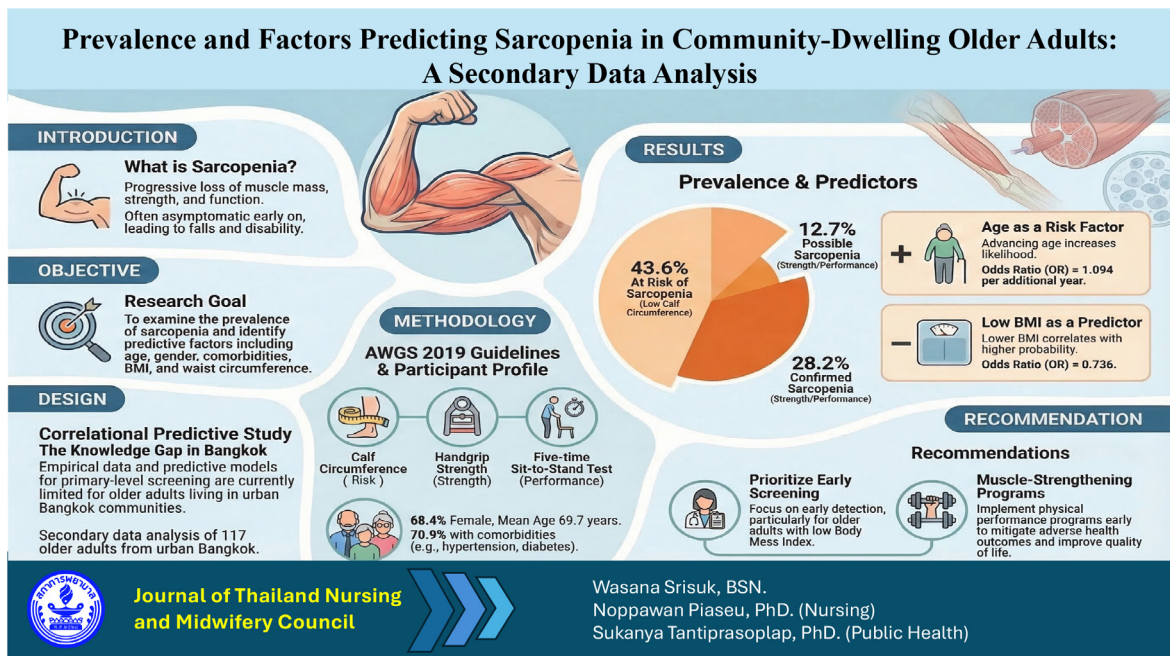 Prevalence and Factors Predicting Sarcopenia in Community-Dwelling Older Adults:
A Secondary Data Analysis
INTRODUCTION
What is Sarcopenia?
Progressive loss of muscle mass,
strength, and function.
Often asymptomatic early on,
leading to falls and disability.
OBJECTIVE
Research Goal
To examine the prevalence
of sarcopenia and identify
predictive factors including
age, gender, comorbidities,
BMI, and waist circumference.
DESIGN
Correlational Predictive Study
The Knowledge Gap in Bangkok
Empirical data and predictive models
for primary-level screening are currently
limited for older adults living in urban
Bangkok communities.
Secondary data analysis of 117
older adults from urban Bangkok.
METHODOLOGY
AWGS 2019 Guidelines
& Participant Profile
Calf
Circumference
( Risk )
Handgrip
Strength
(Strength)
Five-time
Sit-to-Stand Test
(Performance)
68.4% Female, Mean Age 69.7 years.
70.9% with comorbidities
(e.g., hypertension, diabetes).
RESULTS
Prevalence & Predictors
43.6%
At Risk of
Sarcopenia
(Low Calf
Circumference)
12.7%
Possible
Sarcopenia
(Strength/Performance)
28.2%
Confirmed
Sarcopenia
(Strength/Performance)
+
Age as a Risk Factor
Advancing age increases
likelihood.
Odds Ratio (OR) = 1.094
per additional year.
−
Low BMI as a Predictor
Lower BMI correlates with
higher probability.
Odds Ratio (OR) = 0.736.
RECOMMENDATION
Recommendations
Prioritize Early
Screening
Focus on early detection,
particularly for older
adults with low Body
Mess Index.
Muscle-Strengthening
Programs
Implement physical
performance programs early
to mitigate adverse health
outcomes and improve quality
of life.
สภาการพยาบาล
Journal of Thailand Nursing
and Midwifery Council
Wasana Srisuk, BSN.
Noppawan Piaseu, PhD. (Nursing)
Sukanya Tantiprasoplap, PhD. (Public Health)